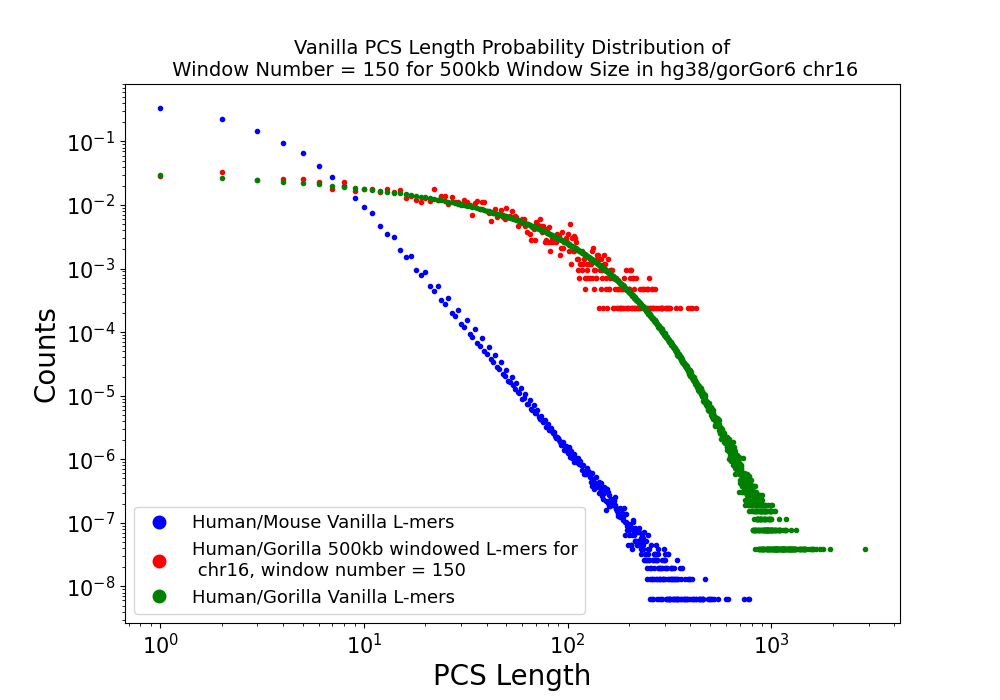 Vanilla PCS Length Probability Distribution of
Window Number = 150 for 500kb Window Size in hg38/gorGor6 chr16
Counts
10⁻¹
10⁻²
10⁻³
10⁻⁴
10⁻⁵
10⁻⁶
10⁻⁷
10⁻⁸
Human/Mouse Vanilla L-mers
Human/Gorilla 500kb windowed L-mers for
chr16, window number = 150
Human/Gorilla Vanilla L-mers
10⁰ 10¹ 10² 10³
PCS Length